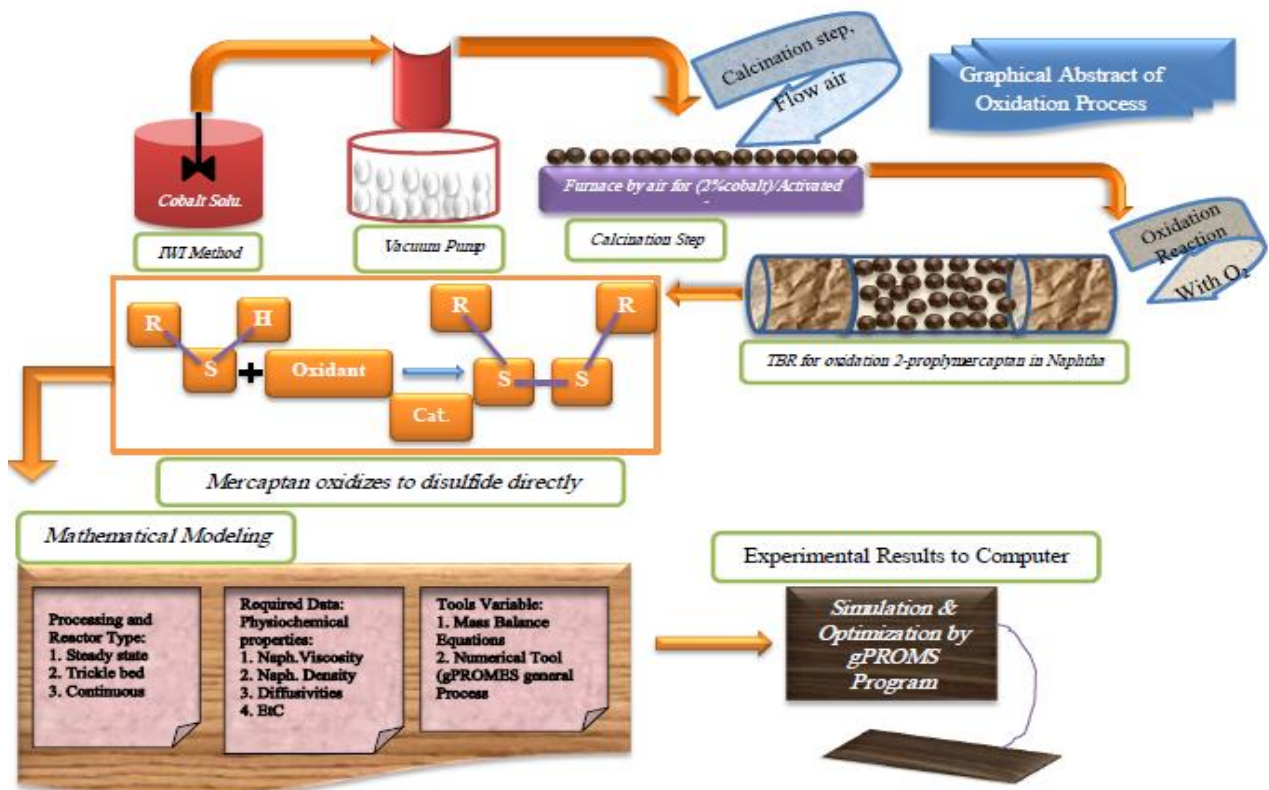 Calcination step,
Flow air
Graphical Abstract of
Oxidation Process
Cobalt Solu.
IWI Method
Vacuum Pump
Furnace by air for (2%cobalt)/Activated
Calcination Step
Oxidation
Reaction
With O₂
TBR for oxidation 2-proplymercaptan in Naphtha
R
H
S
+
Oxidant
Cat.
R
R
S
S
Mercaptan oxidizes to disulfide directly
Mathematical Modeling
Processing and
Reactor Type:
1. Steady state
2. Trickle bed
3. Continuous
Required Data:
Physiochemical
properties:
1. Naph.Viscosity
2. Naph. Density
3. Diffusivities
4. EtC
Tools Variable:
1. Mass Balance
Equations
2. Numerical Tool
(gPROMES general
Process
Experimental Results to Computer
Simulation &
Optimization by
gPROMS
Program